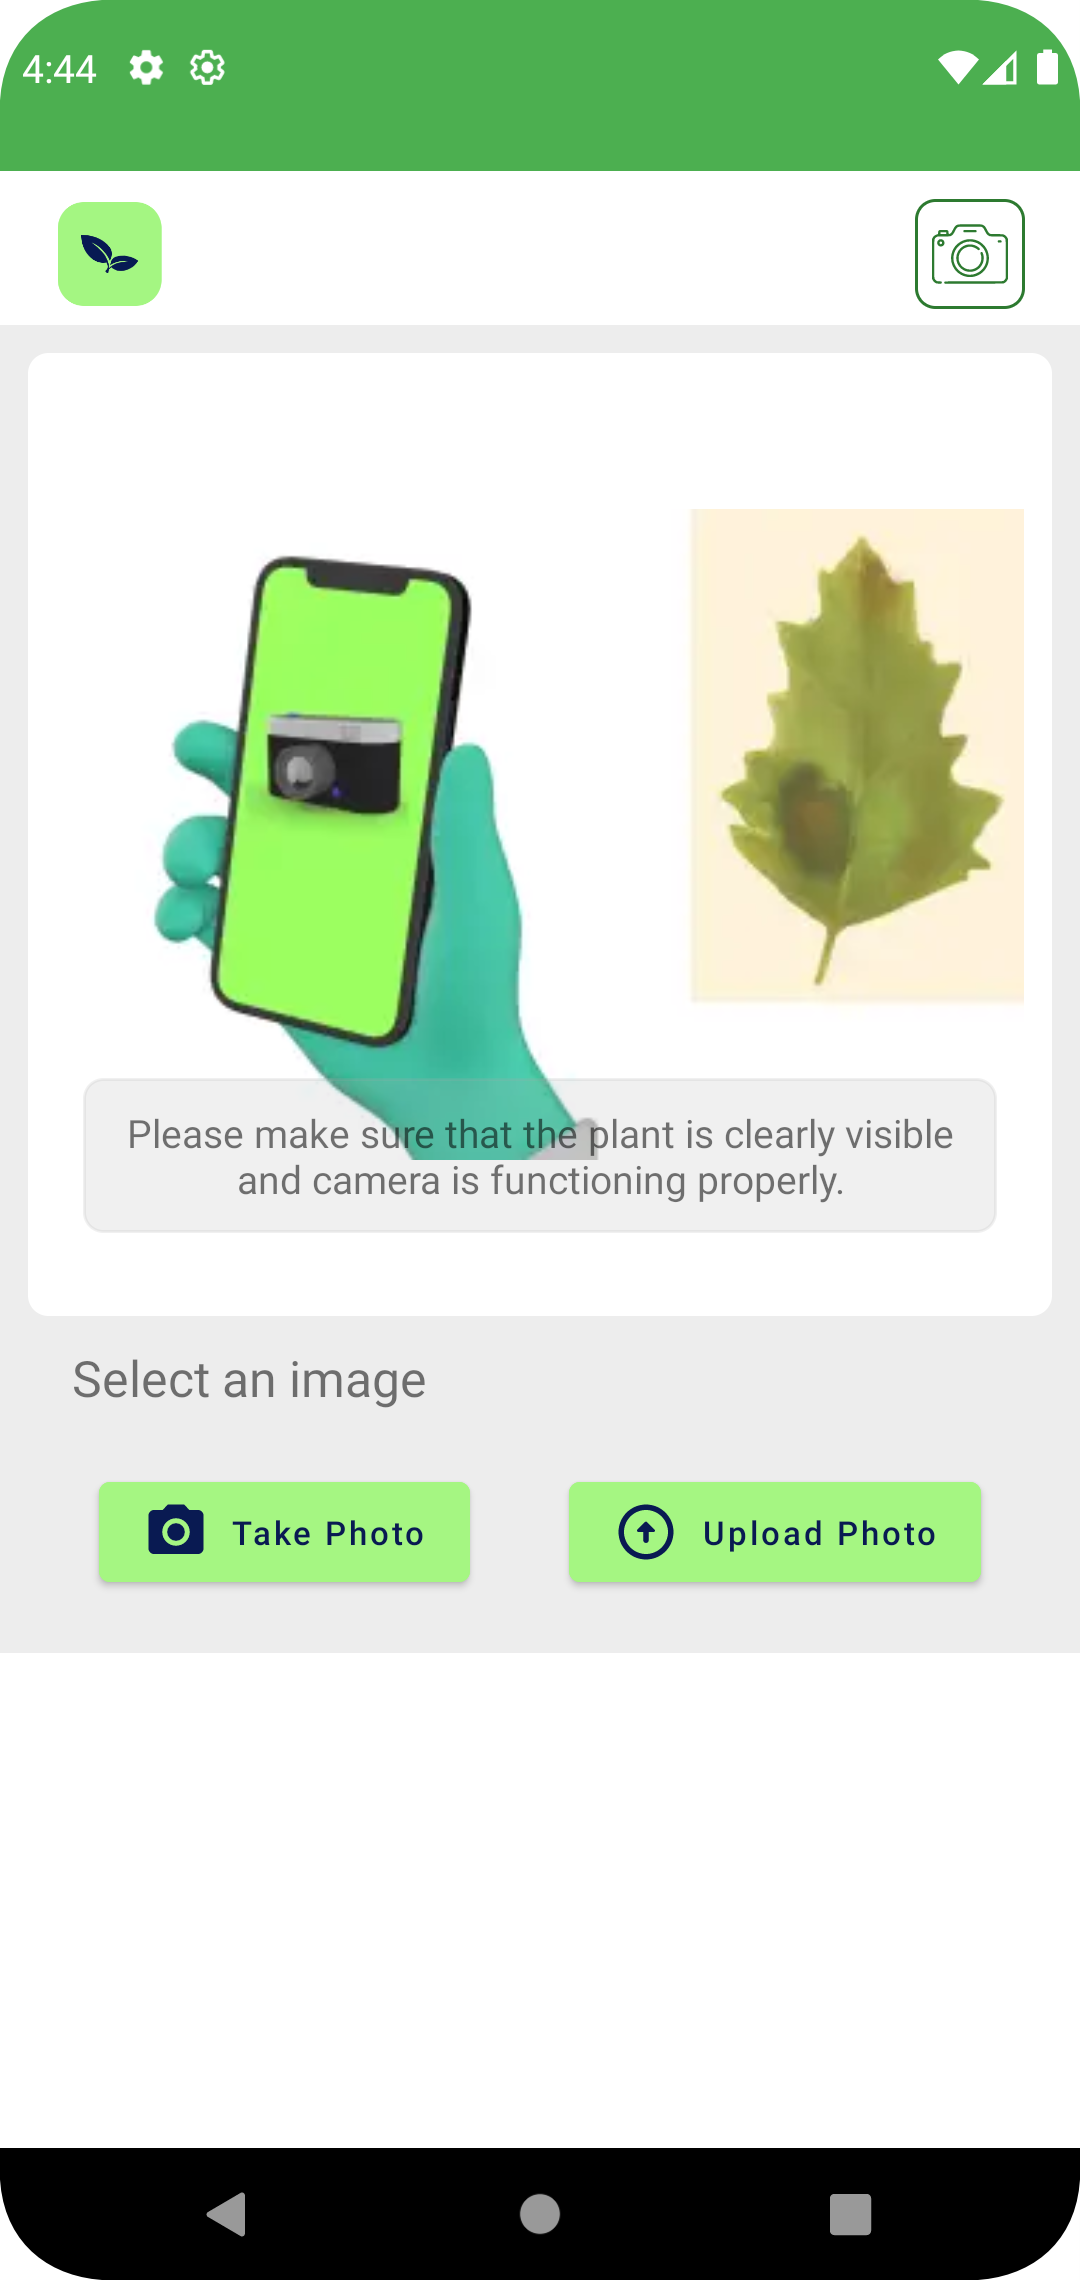 4:44
Please make sure that the plant is clearly visible
and camera is functioning properly.
Select an image
Take Photo
Upload Photo